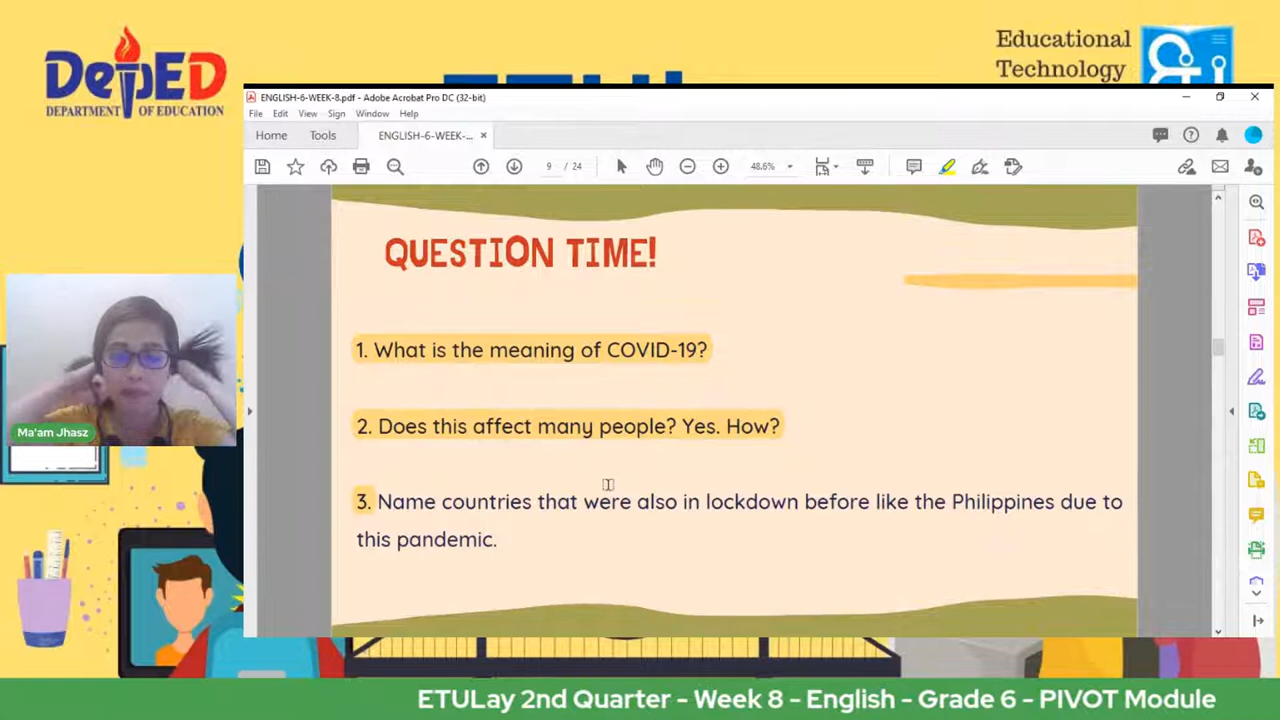 DepED
DEPARTMENT OF EDUCATION
Educational
Technology
ENGLISH-6-WEEK-8.pdf - Adobe Acrobat Pro DC (32-bit)
File Edit View Sign Window Help
Home Tools ENGLISH-6-WEEK-...
9 / 24 48.6%
QUESTION TIME!
1. What is the meaning of COVID-19?
2. Does this affect many people? Yes. How?
3. Name countries that were also in lockdown before like the Philippines due to
this pandemic.
Ma'am Jhasz
ETULay 2nd Quarter - Week 8 - English - Grade 6 - PIVOT Module